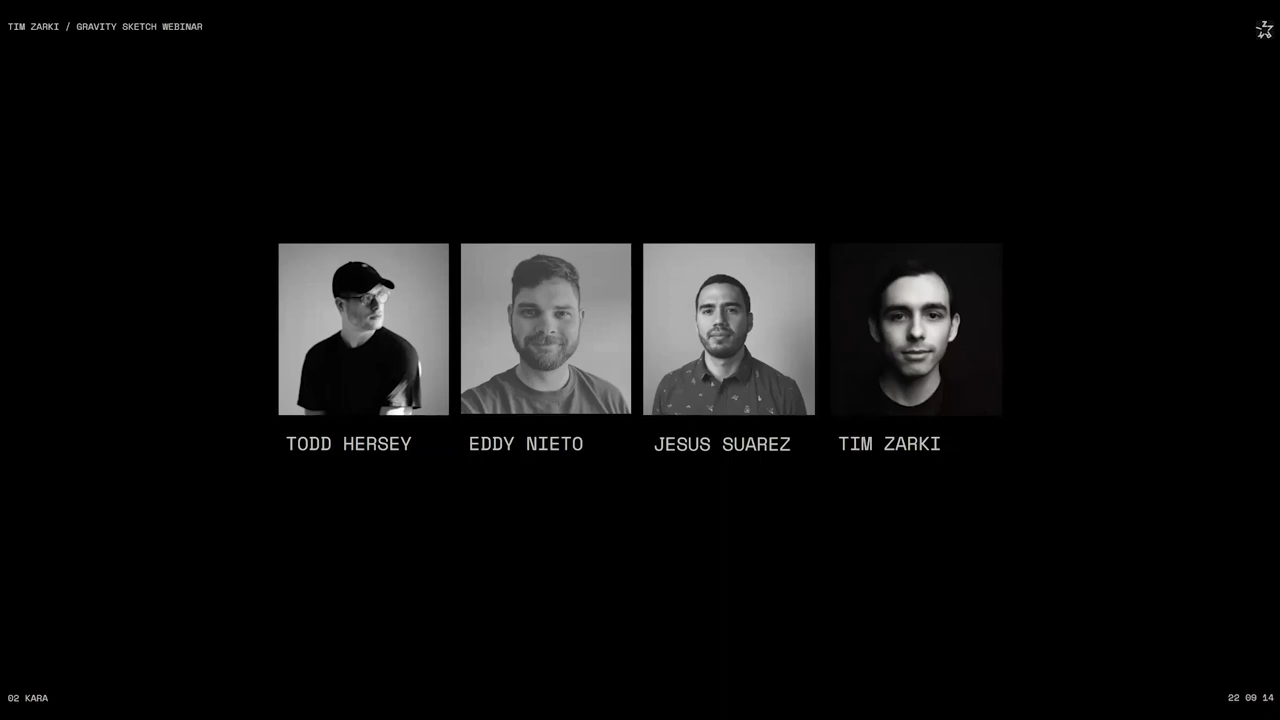 TIM ZARKI / GRAVITY SKETCH WEBINAR
TODD HERSEY
EDDY NIETO
JESUS SUAREZ
TIM ZARKI
02 KARA
22 09 14